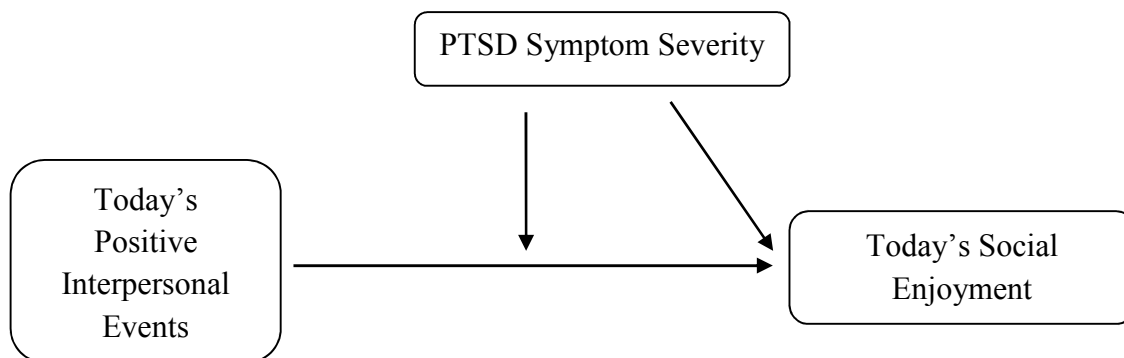 PTSD Symptom Severity
Today’s
Positive
Interpersonal
Events
Today’s Social
Enjoyment